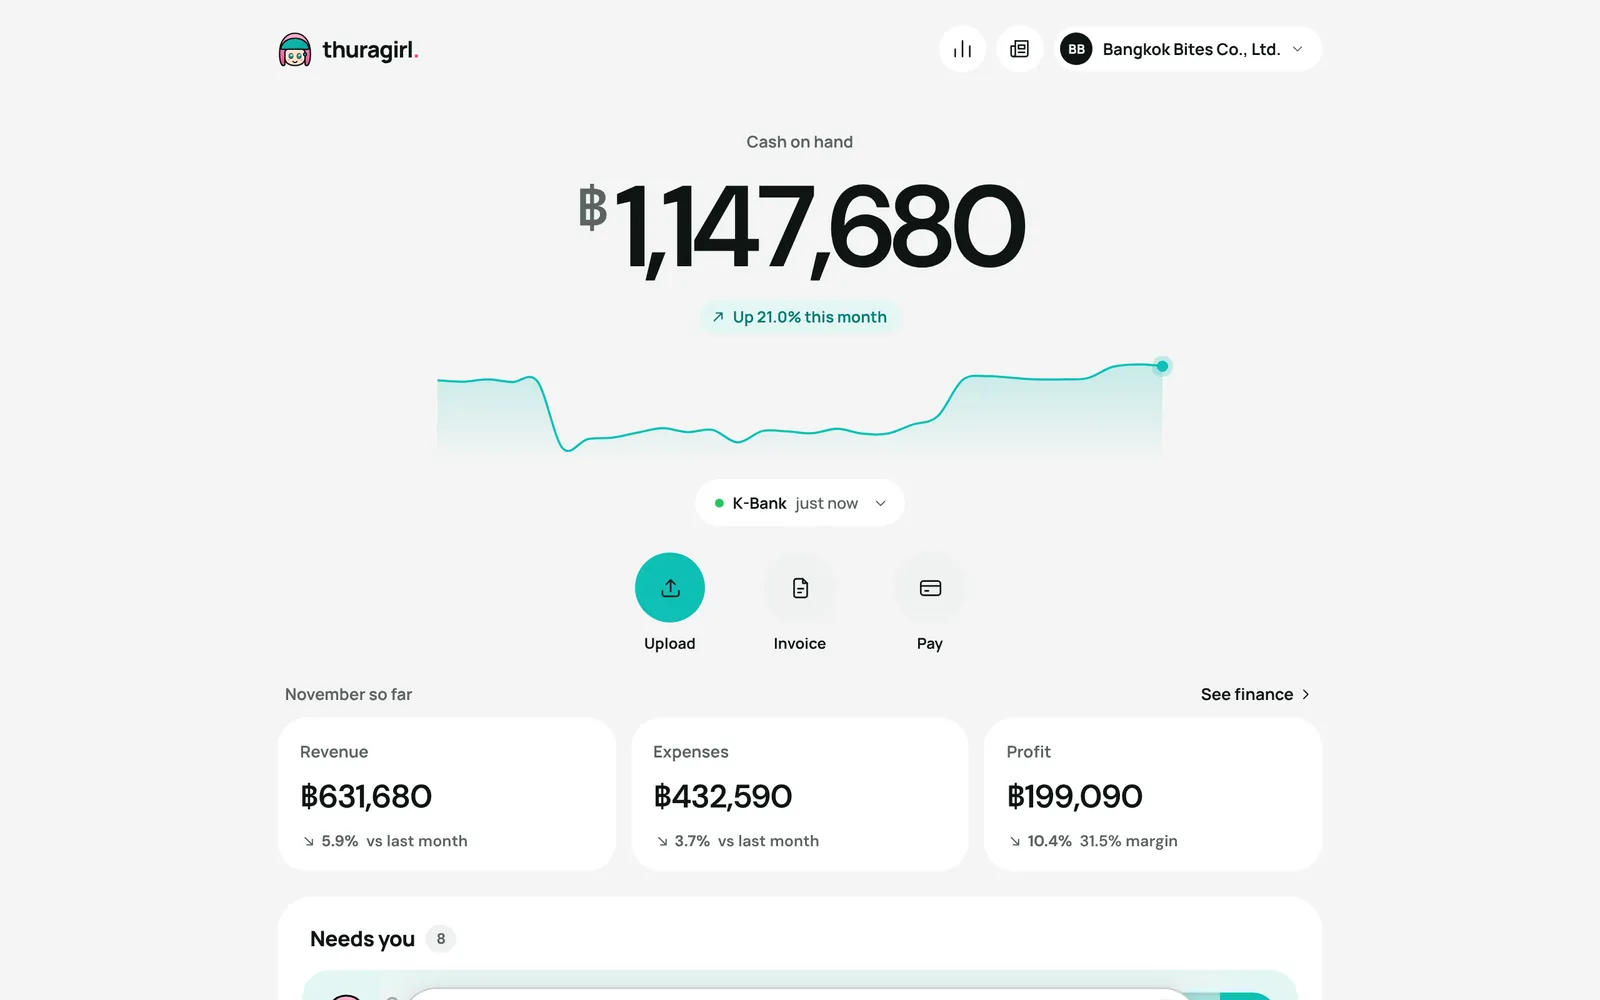 thuragirl.
BB Bangkok Bites Co., Ltd.
Cash on hand
฿1,147,680
Up 21.0% this month
K-Bank just now
Upload Invoice Pay
November so far See finance
Revenue Expenses Profit
฿631,680 ฿432,590 ฿199,090
5.9% vs last month 3.7% vs last month 10.4% 31.5% margin
Needs you 8